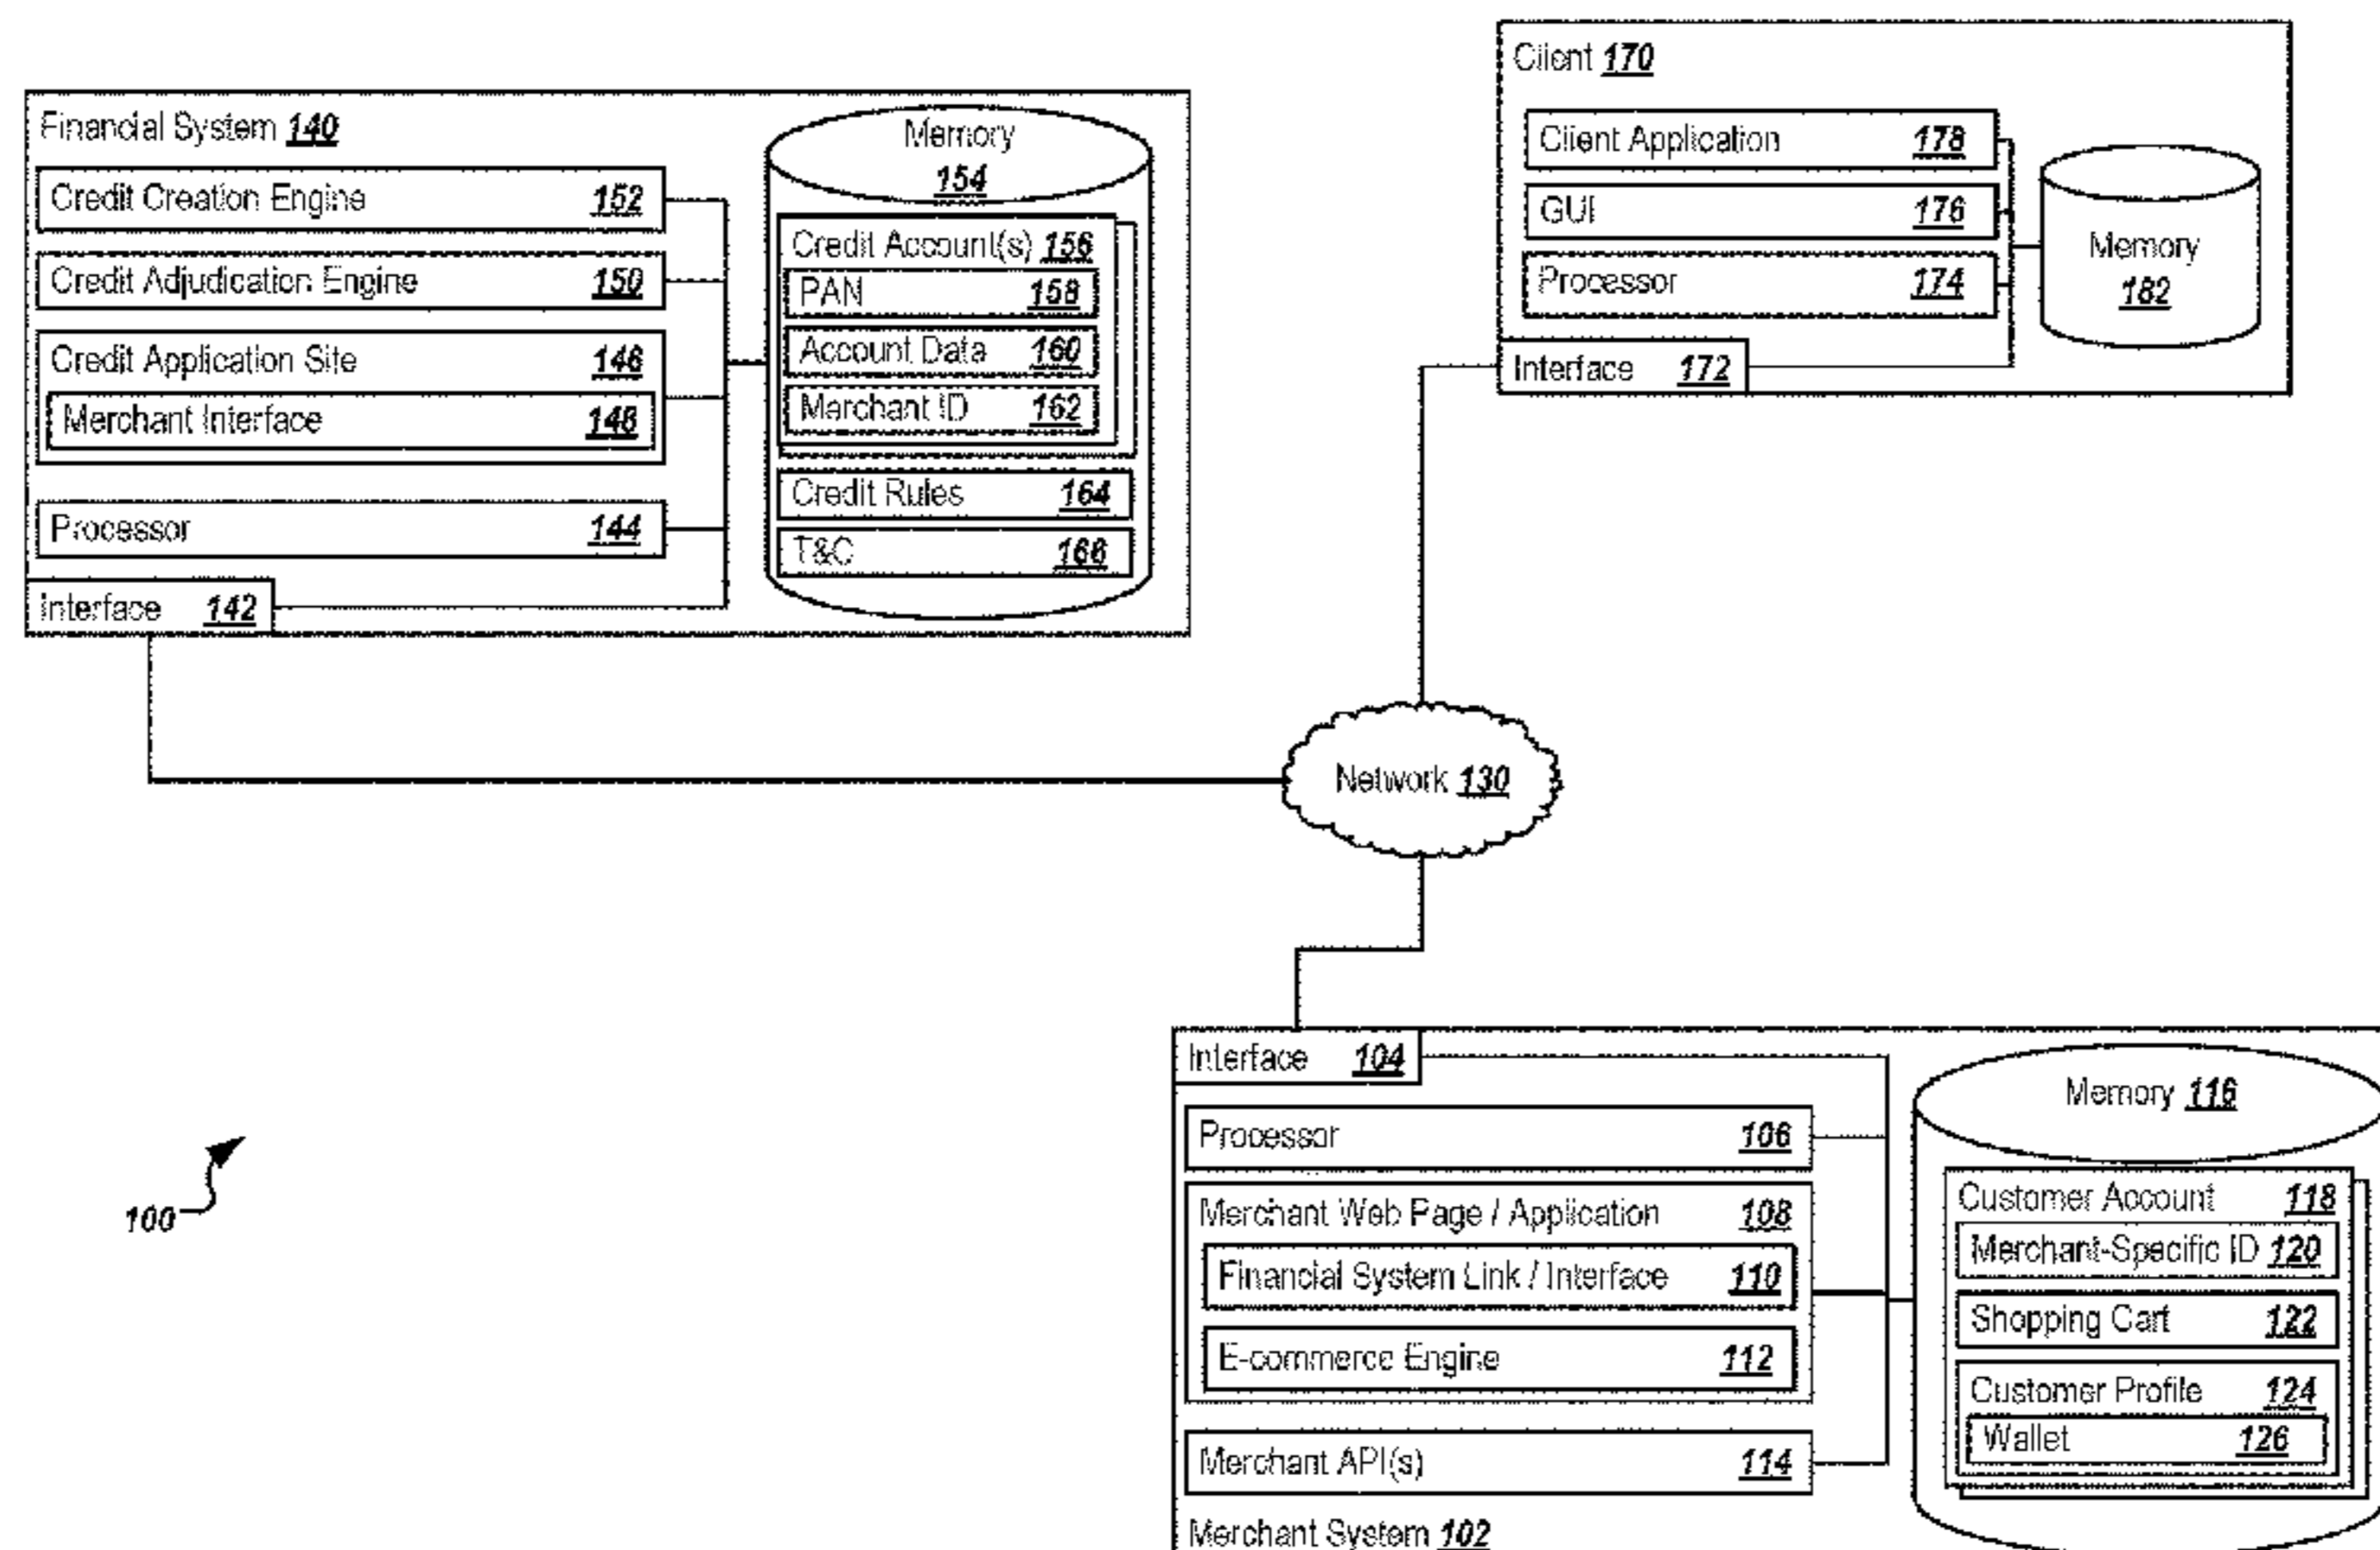 Client 170
Client Application 178
GUI 176
Processor 174
Interface 172
Memory
182
Financial System 140
Credit Creation Engine 152
Credit Adjudication Engine 150
Credit Application Site 146
Merchant Interface 148
Processor 144
Interface 142
Memory
154
Credit Account(s) 156
PAN 158
Account Data 160
Merchant ID 162
Credit Rules 164
T&C 166
Network 130
100
Interface 104
Processor 106
Merchant Web Page / Application 108
Financial System Link / Interface 110
E-commerce Engine 112
Merchant API(s) 114
Merchant System 102
Memory 116
Customer Account 118
Merchant-Specific ID 120
Shopping Cart 122
Customer Profile 124
Wallet 126